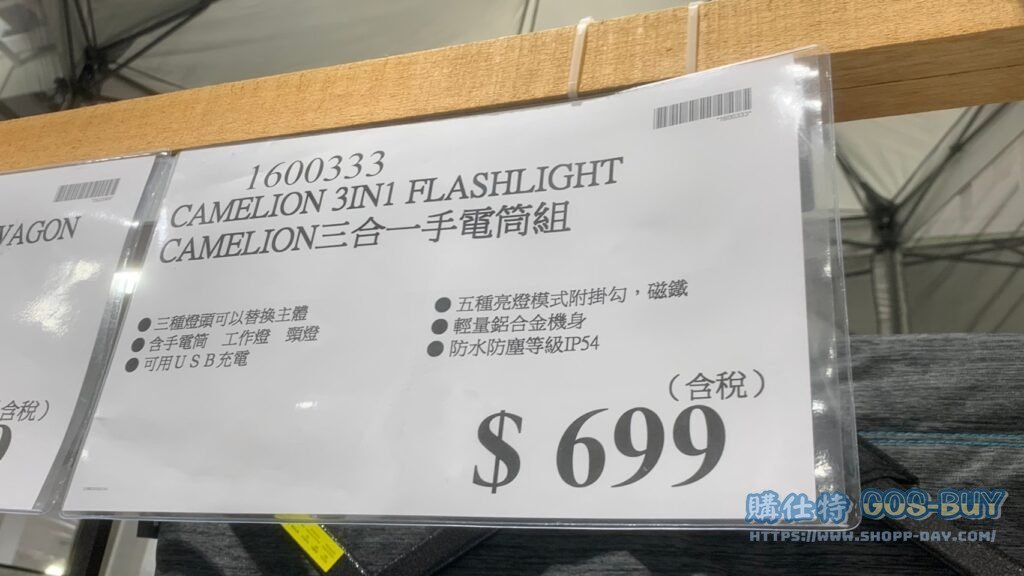 WAGON
含稅)
9
"1600333"
1600333
CAMELION 3IN1 FLASHLIGHT
CAMELION三合一手電筒組
●三種燈頭可以替換主體
●含手電筒 工作燈 頸燈
●可用USB充電
●五種亮燈模式附掛勾,磁鐵
●輕量鋁合金機身
●防水防塵等級IP54
(含稅)
$ 699
購仕特 GOS-BUY
HTTPS://WWW.SHOPP-DAY.COM/